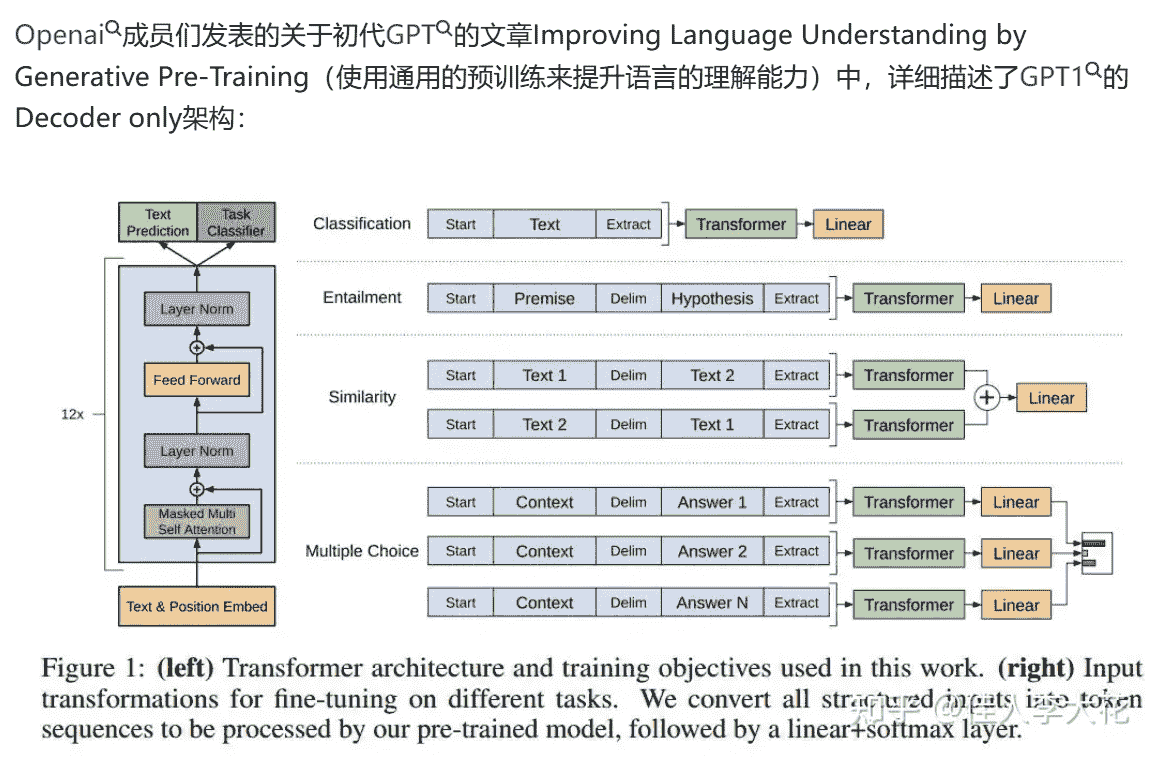 Openai成员们发表的关于初代GPT的文章Improving Language Understanding by
Generative Pre-Training（使用通用的预训练来提升语言的理解能力）中，详细描述了GPT1的
Decoder only架构：
Text
Prediction
Task
Classifier
Layer Norm
Feed Forward
12x
Layer Norm
Masked Multi
Self Attention
Text & Position Embed
Classification Start Text Extract Transformer Linear
Entailment Start Premise Delim Hypothesis Extract Transformer Linear
Similarity
Start Text 1 Delim Text 2 Extract Transformer
Start Text 2 Delim Text 1 Extract Transformer
+ Linear
Multiple Choice
Start Context Delim Answer 1 Extract Transformer Linear
Start Context Delim Answer 2 Extract Transformer Linear
Start Context Delim Answer N Extract Transformer Linear
Figure 1: (left) Transformer architecture and training objectives used in this work. (right) Input
transformations for fine-tuning on different tasks. We convert all structured inputs into token
sequences to be processed by our pre-trained model, followed by a linear+softmax layer.
知乎